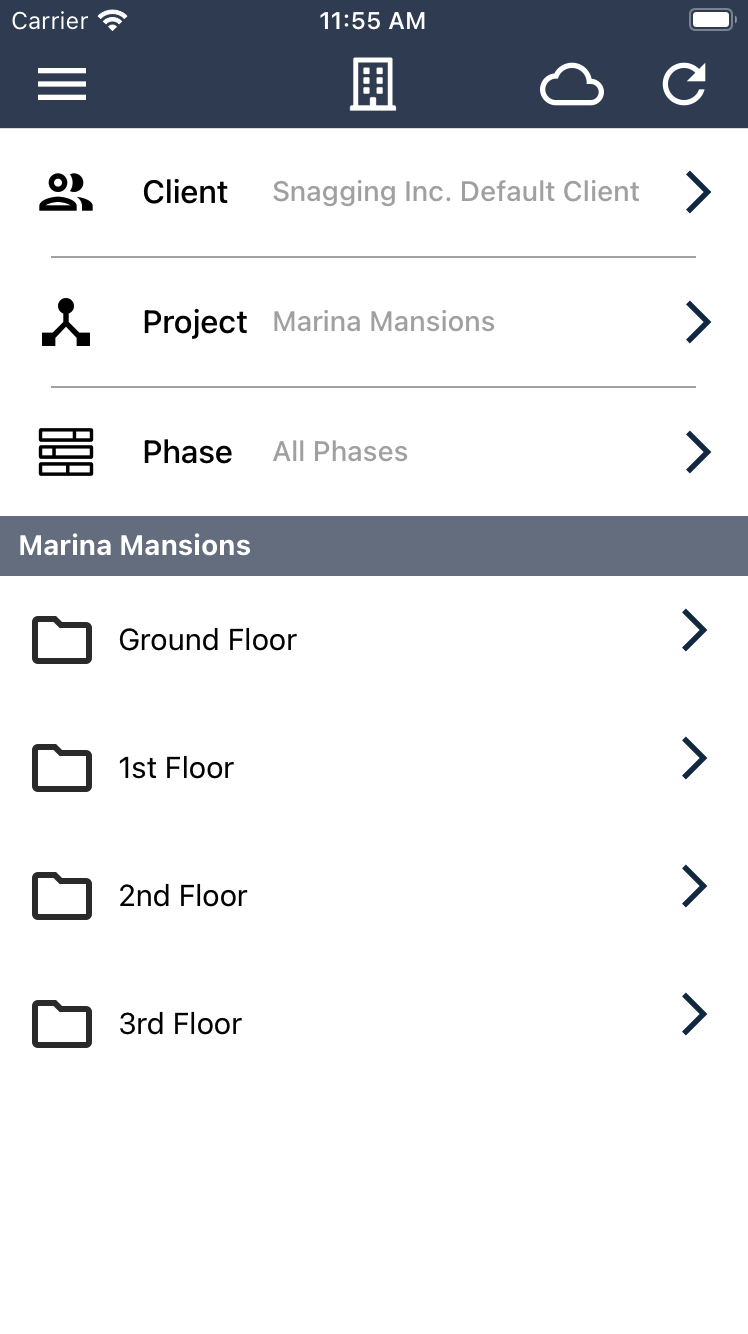 Carrier 11:55 AM
Client Snagging Inc. Default Client
Project Marina Mansions
Phase All Phases
Marina Mansions
Ground Floor
1st Floor
2nd Floor
3rd Floor